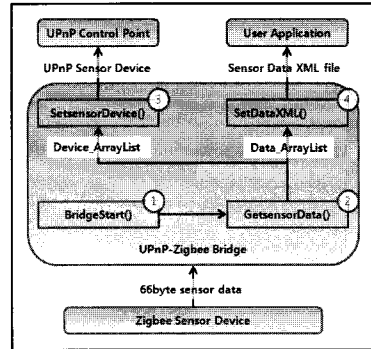 UPnP Control Point
User Application
UPnP Sensor Device
Sensor Data XML file
3
4
SetsensorDevice()
SetDataXML()
Device_ArrayList
Data_ArrayList
1
2
BridgeStart()
GetsensorData()
UPnP-Zigbee Bridge
66byte sensor data
Zigbee Sensor Device